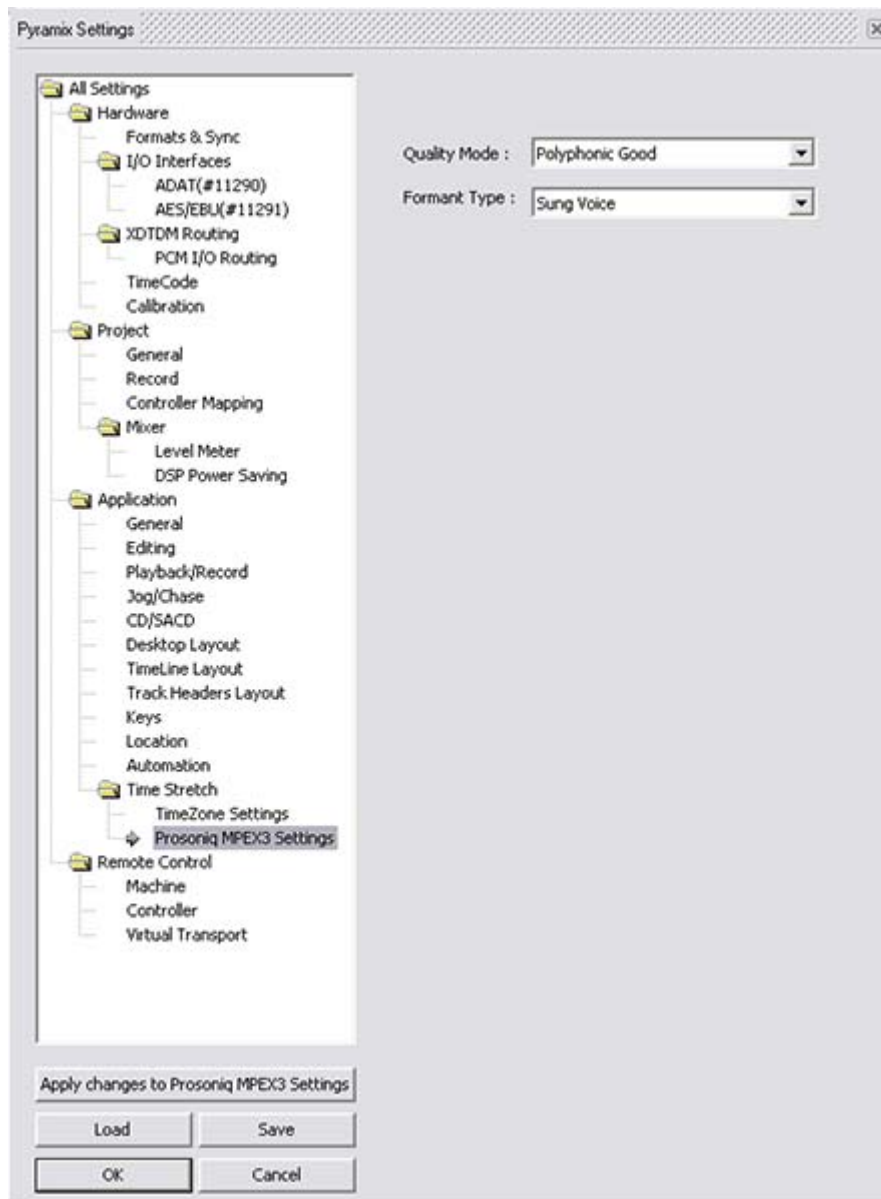 Pyramix Settings
All Settings
Hardware
Formats & Sync
I/O Interfaces
ADAT(#11290)
AES/EBU(#11291)
XDTDM Routing
PCM I/O Routing
TimeCode
Calibration
Project
General
Record
Controller Mapping
Mixer
Level Meter
DSP Power Saving
Application
General
Editing
Playback/Record
Jog/Chase
CD/SACD
Desktop Layout
TimeLine Layout
Track Headers Layout
Keys
Location
Automation
Time Stretch
TimeZone Settings
Prosoniq MPEX3 Settings
Remote Control
Machine
Controller
Virtual Transport
Quality Mode : Polyphonic Good
Formant Type : Sung Voice
Apply changes to Prosoniq MPEX3 Settings
Load Save
OK Cancel